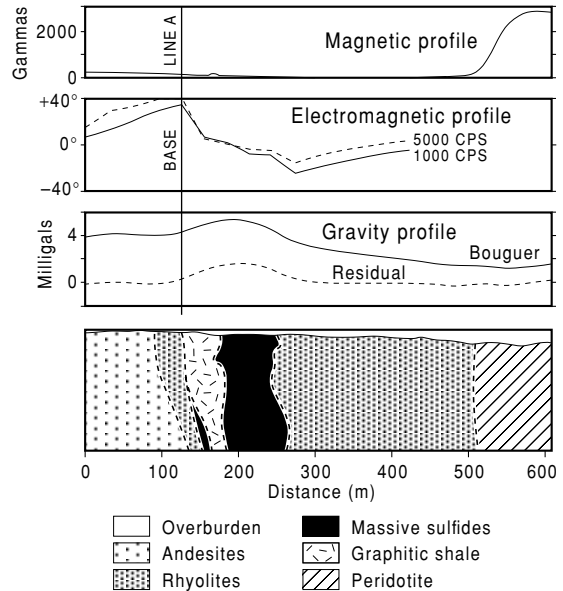 Gammas
2000
0
LINE A
Magnetic profile
+40°
0°
−40°
BASE
Electromagnetic profile
5000 CPS
1000 CPS
Milligals
4
0
Gravity profile
Bouguer
Residual
0 100 200 300 400 500 600
Distance (m)
Overburden
Massive sulfides
Andesites
Graphitic shale
Rhyolites
Peridotite